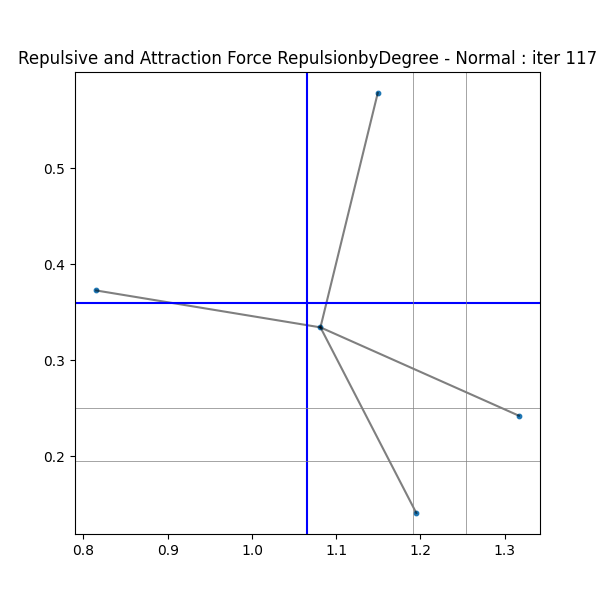 Repulsive and Attraction Force RepulsionbyDegree - Normal : iter 117
0.5
0.4
0.3
0.2
0.8 0.9 1.0 1.1 1.2 1.3